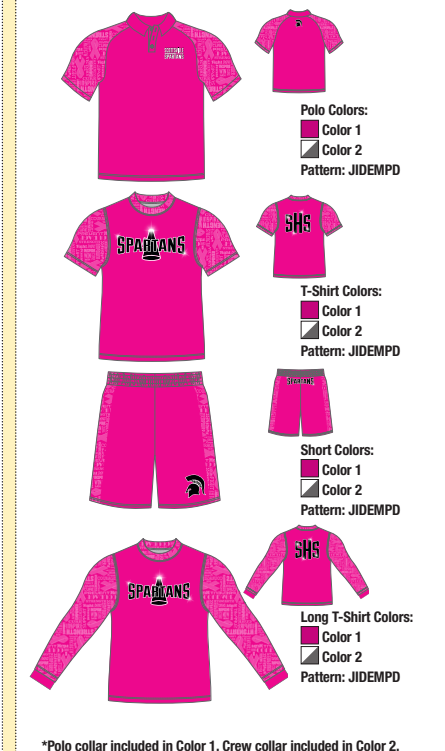 SPARTANS
Polo Colors:
Color 1
Color 2
Pattern: JIDEMPD
SPARTANS
SHS
T-Shirt Colors:
Color 1
Color 2
Pattern: JIDEMPD
SPARTANS
Short Colors:
Color 1
Color 2
Pattern: JIDEMPD
SPARTANS
SHS
Long T-Shirt Colors:
Color 1
Color 2
Pattern: JIDEMPD
*Polo collar included in Color 1. Crew collar included in Color 2.